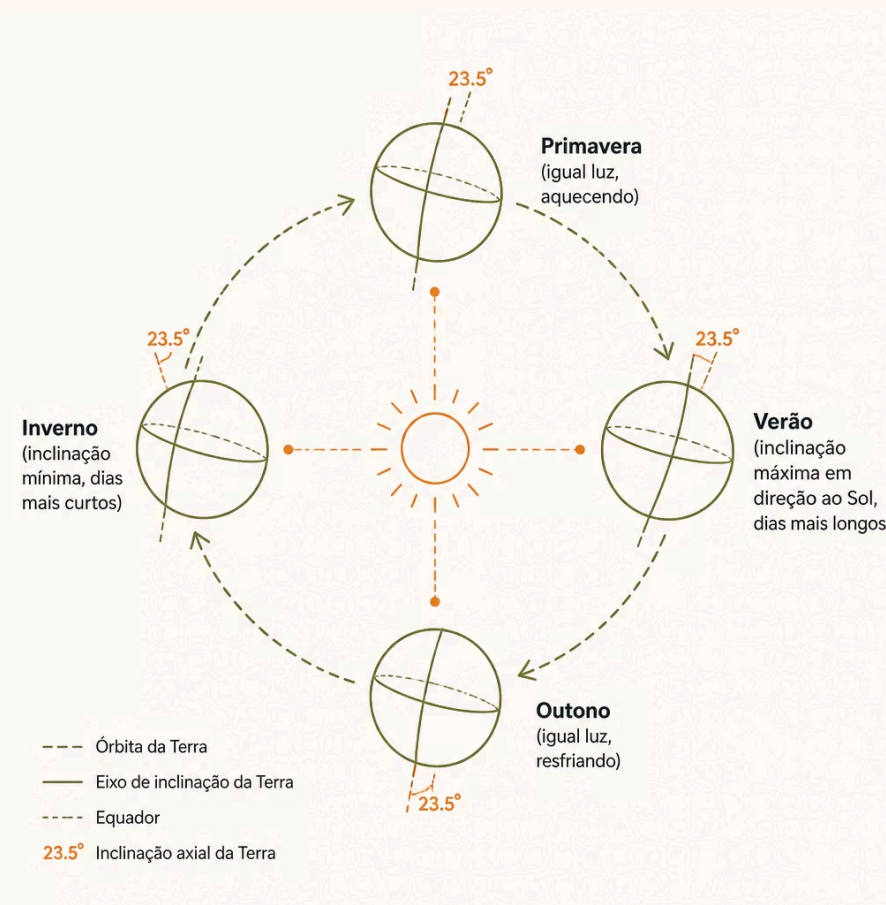 23.5°
Primavera
(igual luz,
aquecendo)
23.5°
23.5°
Inverno
(inclinação
mínima, dias
mais curtos)
Verão
(inclinação
máxima em
direção ao Sol,
dias mais longos
Outono
(igual luz,
resfriando)
23.5°
Órbita da Terra
Eixo de inclinação da Terra
Equador
23.5° Inclinação axial da Terra